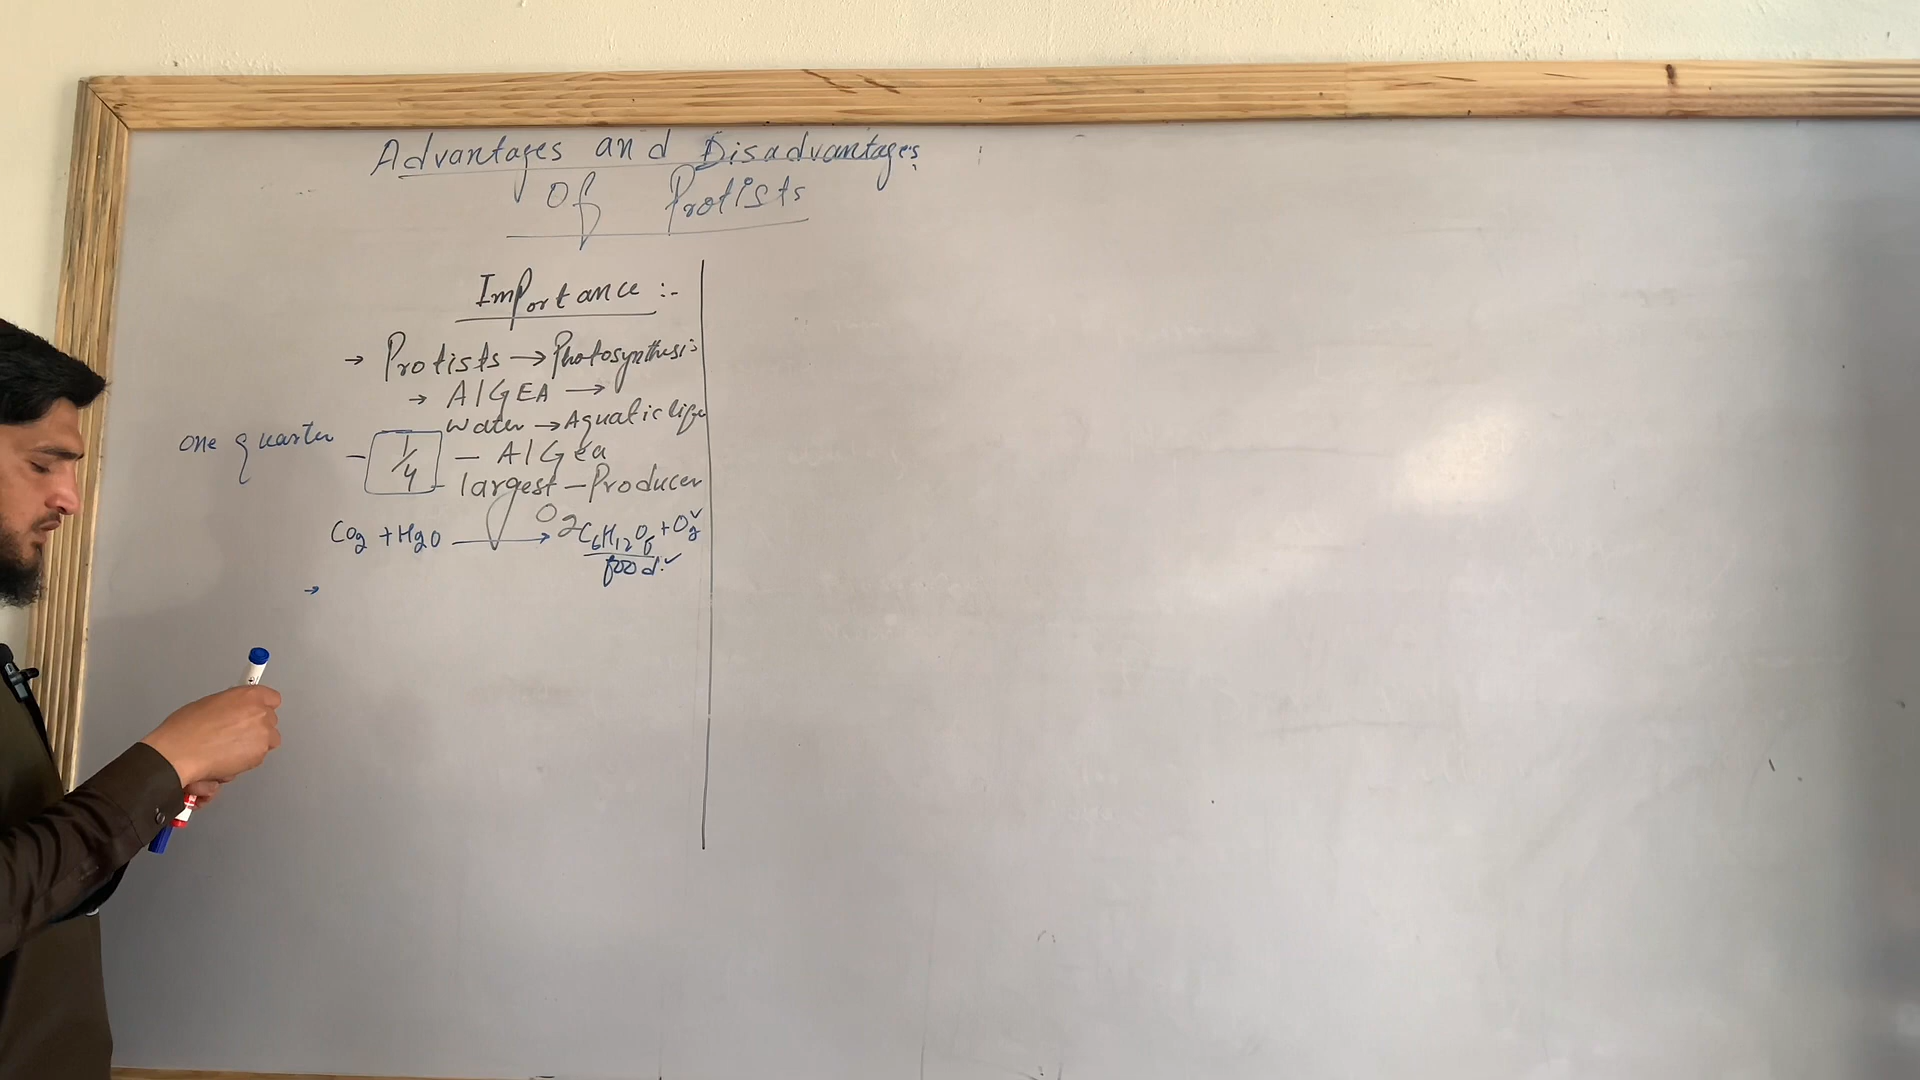 Advantages and Disadvantages
Of Protists
Importance :-
→ Protists → Photosynthesis
→ AlGEA →
Water → Aquatic life
one quarter - 1/4 - AlGea
- largest - Producer
O2
Co2 + H2O → C6H12O6 + O2 ✓
food. ✓
→